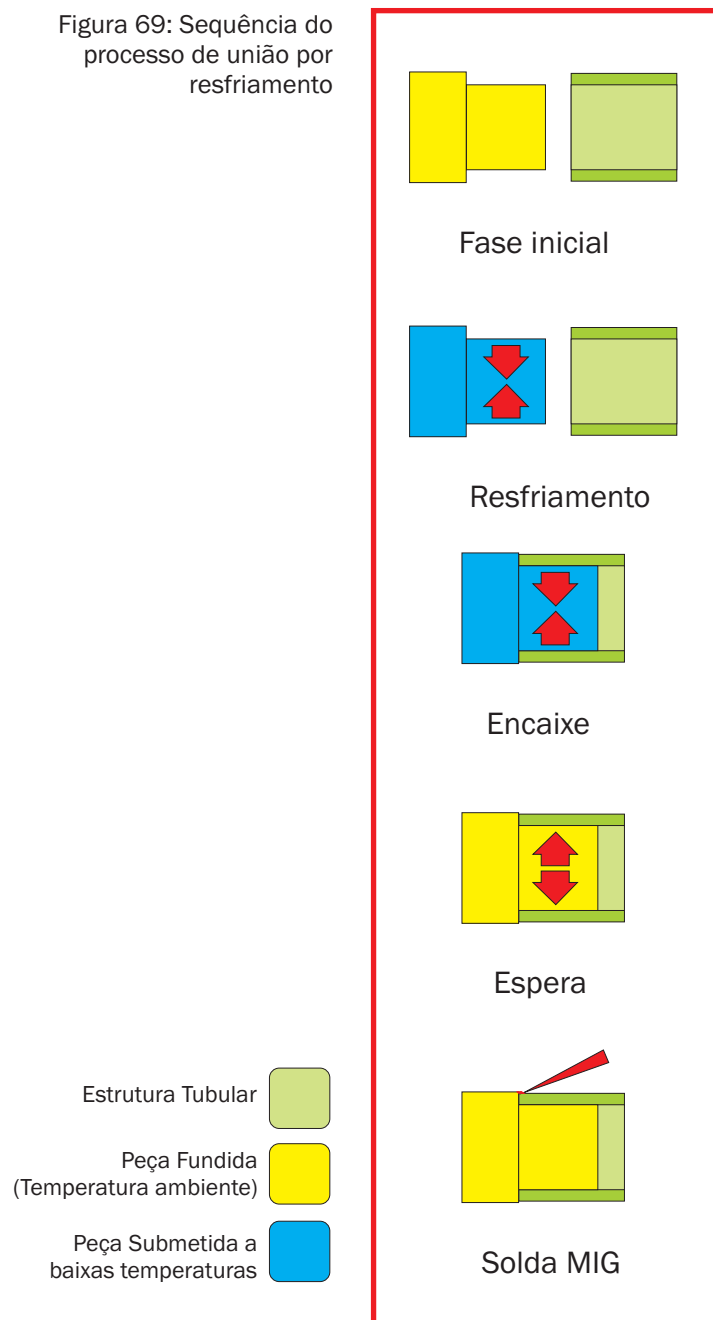 Figura 69: Sequência do
processo de união por
resfriamento
Fase inicial
Resfriamento
Encaixe
Espera
Solda MIG
Estrutura Tubular
Peça Fundida
(Temperatura ambiente)
Peça Submetida a
baixas temperaturas